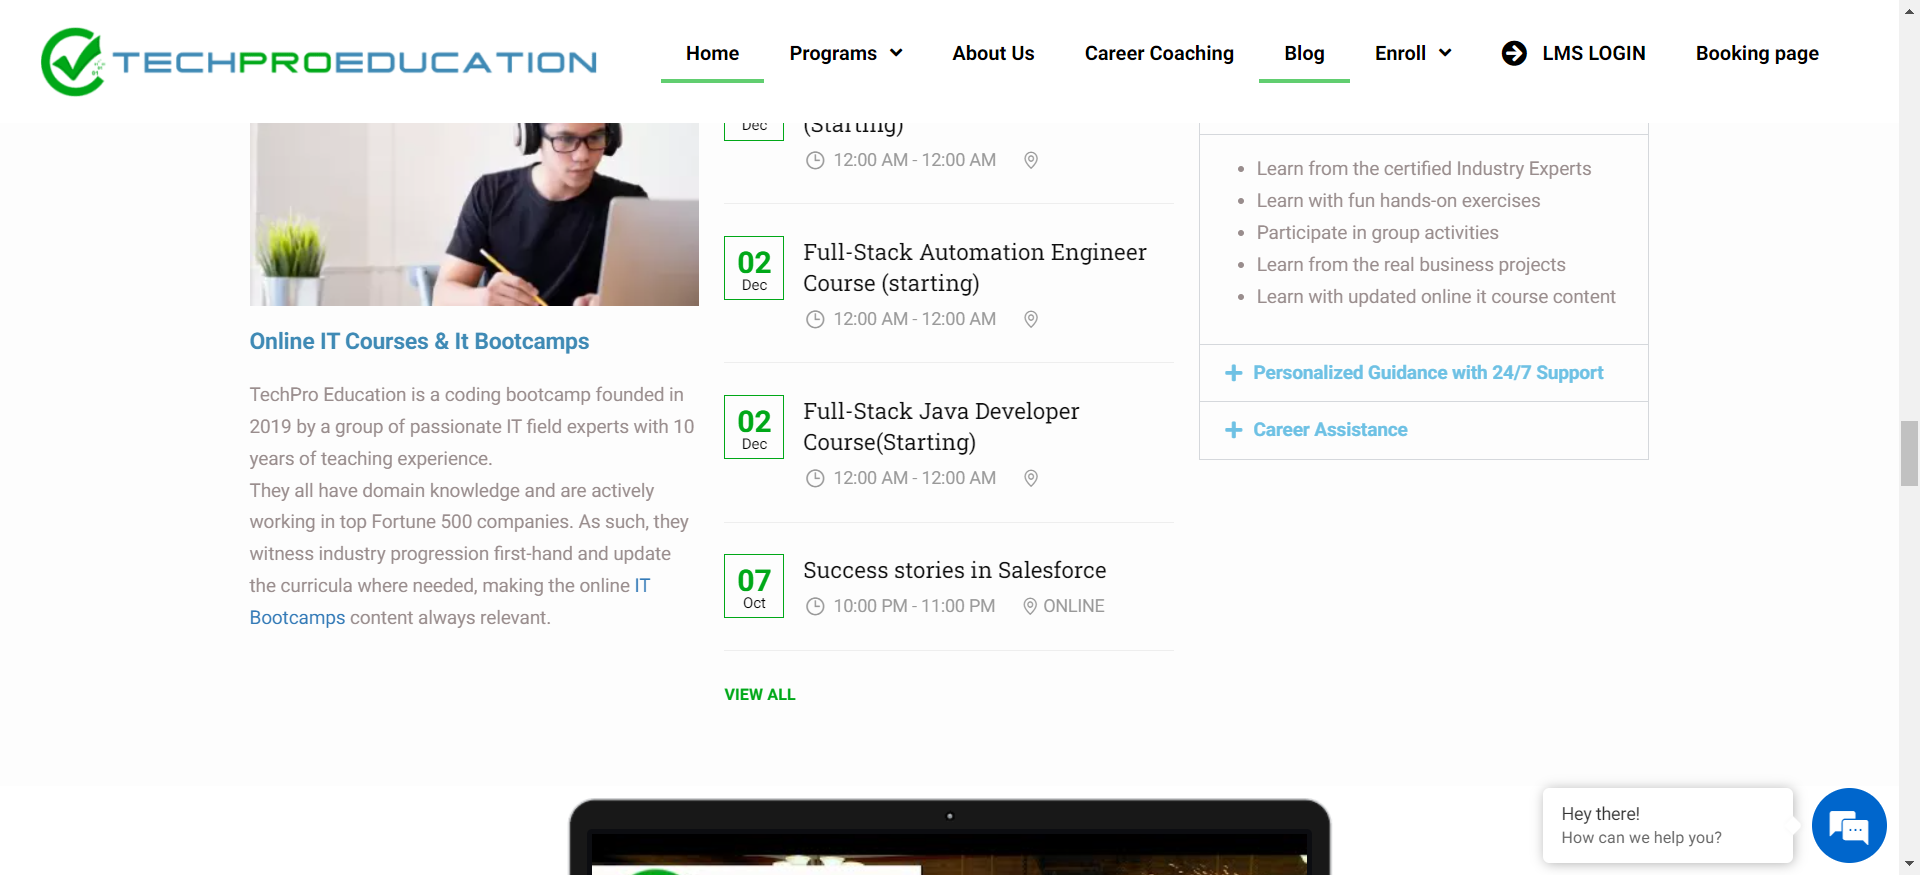 TECHPROEDUCATION
Home
Programs
About Us
Career Coaching
Blog
Enroll
LMS LOGIN
Booking page
Online IT Courses & It Bootcamps
TechPro Education is a coding bootcamp founded in
2019 by a group of passionate IT field experts with 10
years of teaching experience.
They all have domain knowledge and are actively
working in top Fortune 500 companies. As such, they
witness industry progression first-hand and update
the curricula where needed, making the online IT
Bootcamps content always relevant.
Dec
(Starting)
12:00 AM - 12:00 AM
02
Dec
Full-Stack Automation Engineer
Course (starting)
12:00 AM - 12:00 AM
02
Dec
Full-Stack Java Developer
Course(Starting)
12:00 AM - 12:00 AM
07
Oct
Success stories in Salesforce
10:00 PM - 11:00 PM
ONLINE
VIEW ALL
Learn from the certified Industry Experts
Learn with fun hands-on exercises
Participate in group activities
Learn from the real business projects
Learn with updated online it course content
Personalized Guidance with 24/7 Support
Career Assistance
Hey there!
How can we help you?